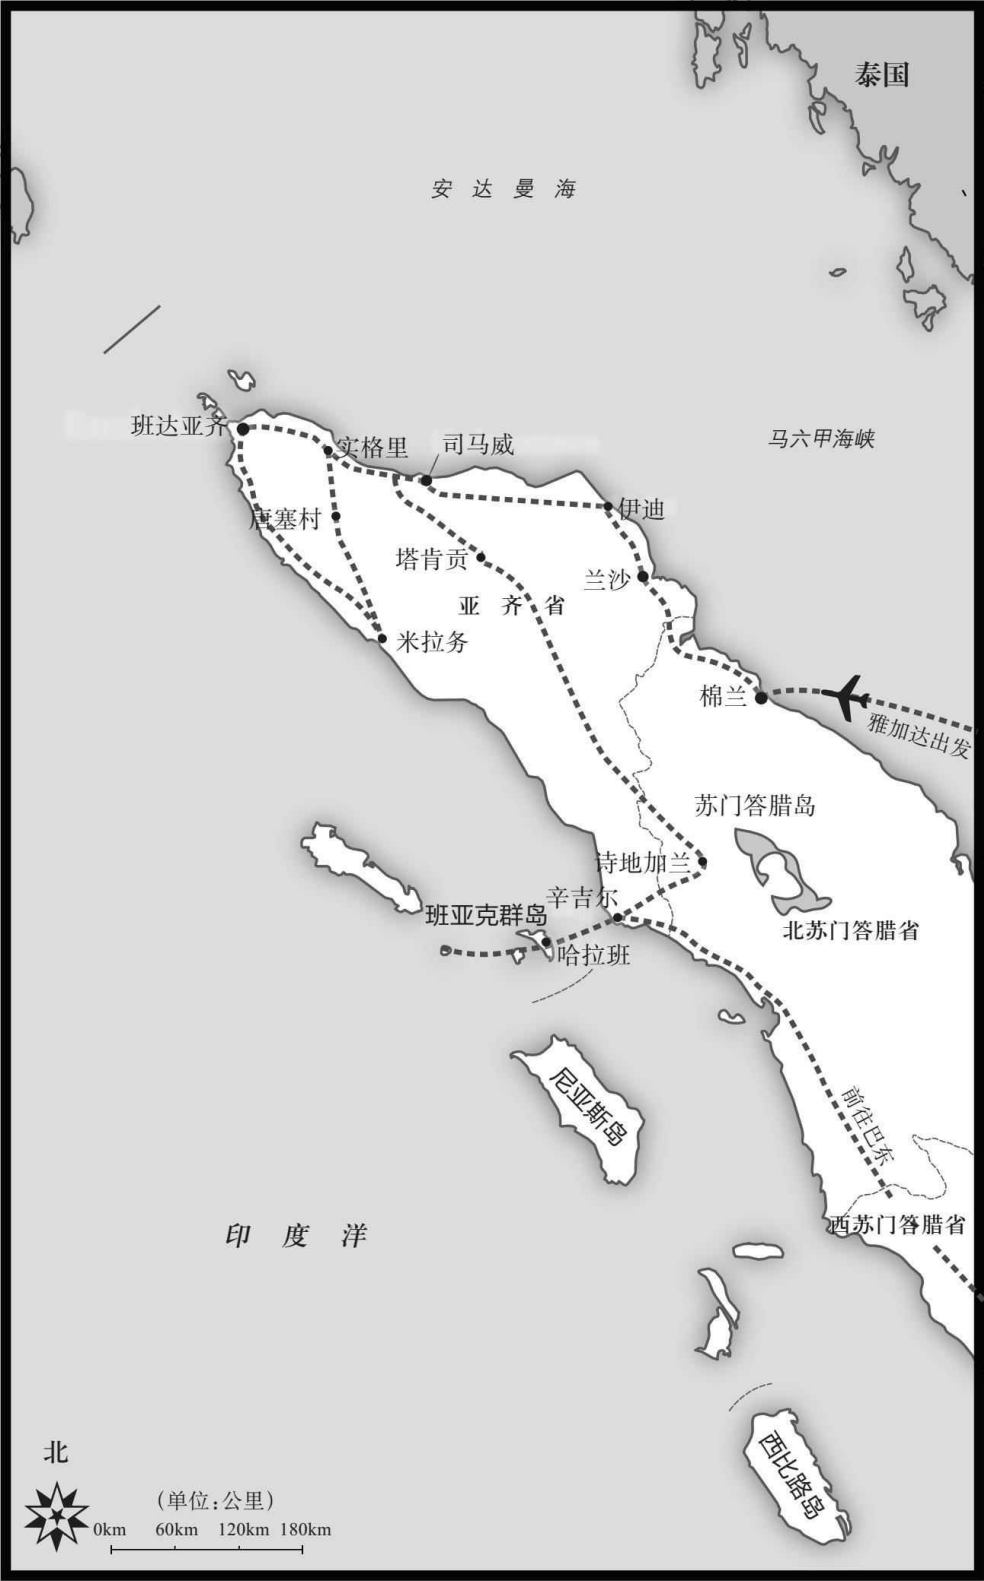 泰国
安达曼海
班达亚齐
实格里
司马威
马六甲海峡
唐塞村
伊迪
塔肯贡
兰沙
亚齐省
米拉务
棉兰
雅加达出发
苏门答腊岛
诗地加兰
辛吉尔
班亚克群岛
北苏门答腊省
哈拉班
尼亚斯岛
前往巴东
西苏门答腊省
印度洋
西比路岛
北
（单位：公里）
0km 60km 120km 180km